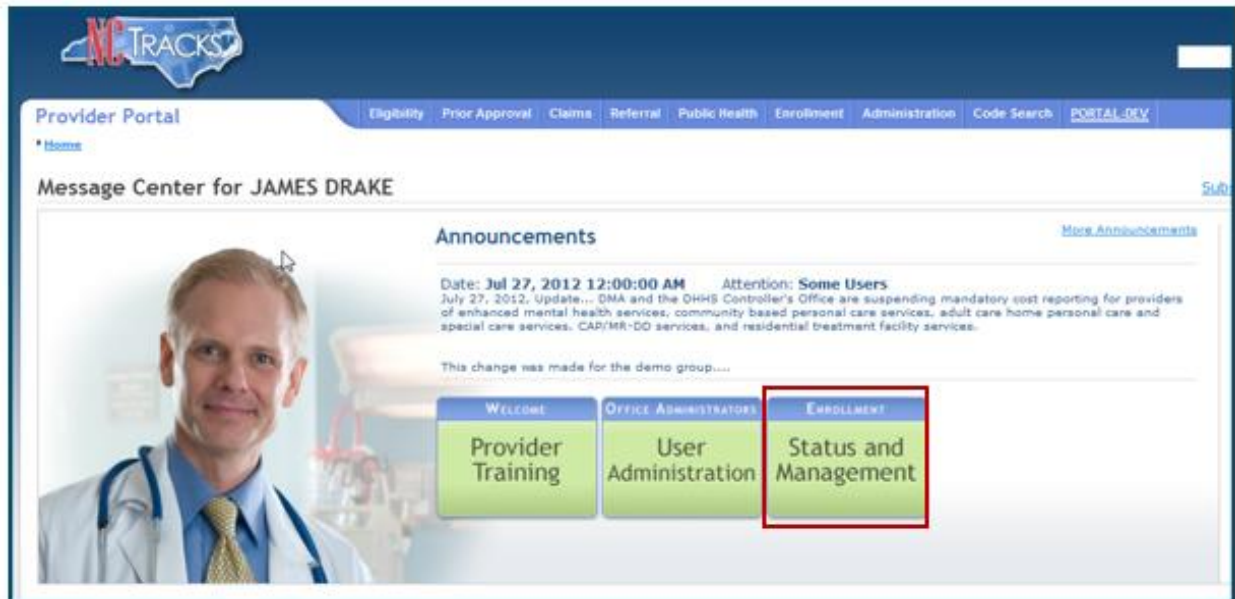 NC TRACKS
Provider Portal
Eligibility Prior Approval Claims Referral Public Health Enrollment Administration Code Search PORTAL-DEV
Home
Message Center for JAMES DRAKE
Subs
Announcements
More Announcements
Date: Jul 27, 2012 12:00:00 AM Attention: Some Users
July 27, 2012, Update... DMA and the DHHS Controller's Office are suspending mandatory cost reporting for providers
of enhanced mental health services, community based personal care services, adult care home personal care and
special care services, CAP/MR-DD services, and residential treatment facility services.
This change was made for the demo group....
WELCOME OFFICE ADMINISTRATORS ENROLLMENT
Provider User Status and
Training Administration Management